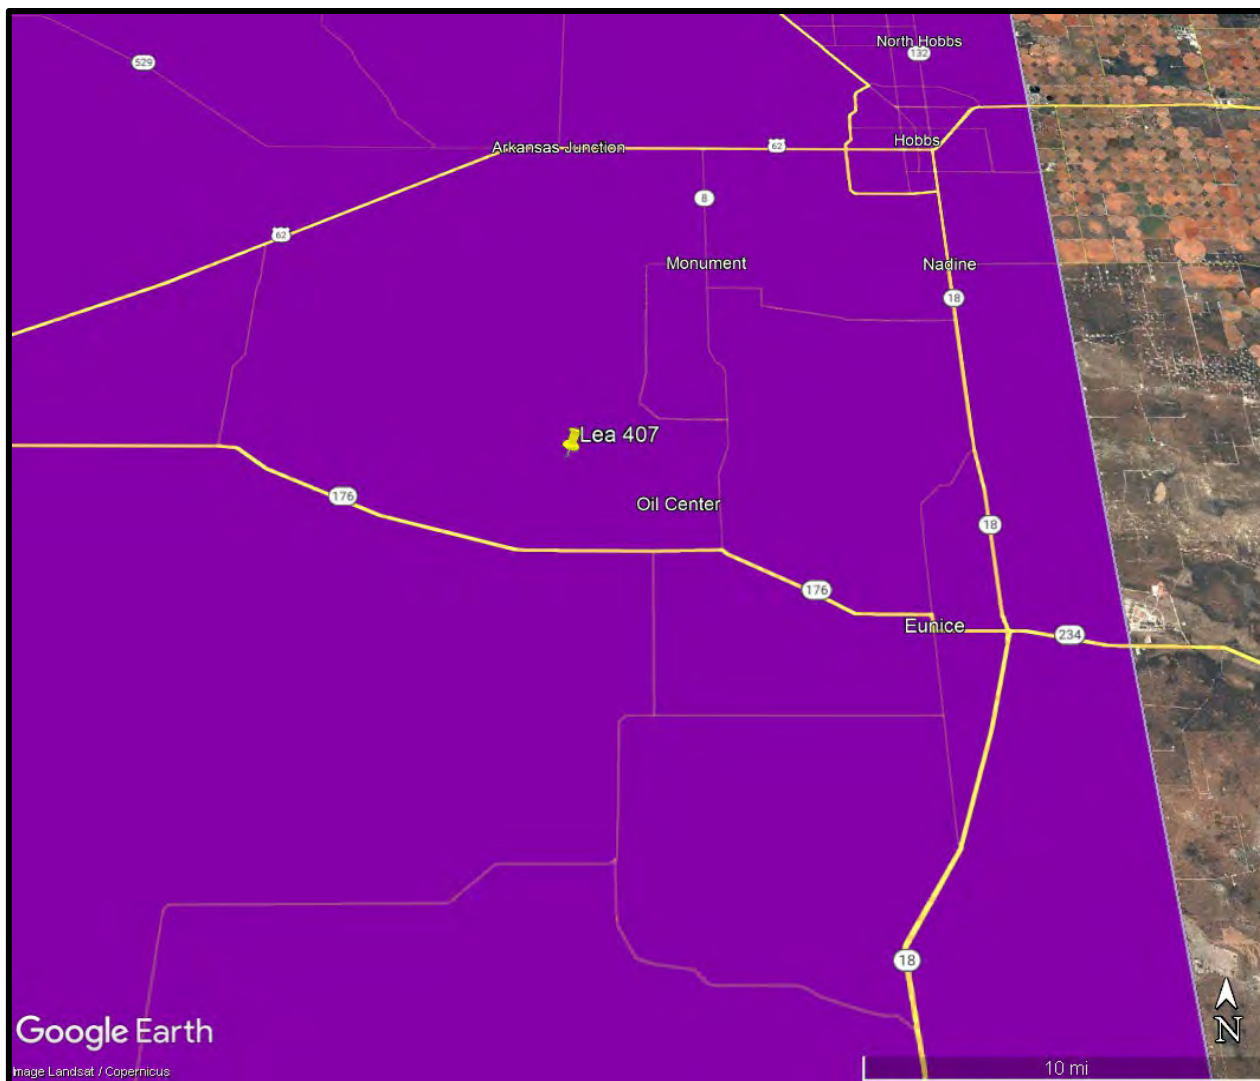 North Hobbs
132
529
Hobbs
Arkansas Junction
62
8
62
Monument
Nadine
18
Lea 407
176
Oil Center
18
176
Eunice
234
18
N
Google Earth
Image Landsat / Copernicus
10 mi